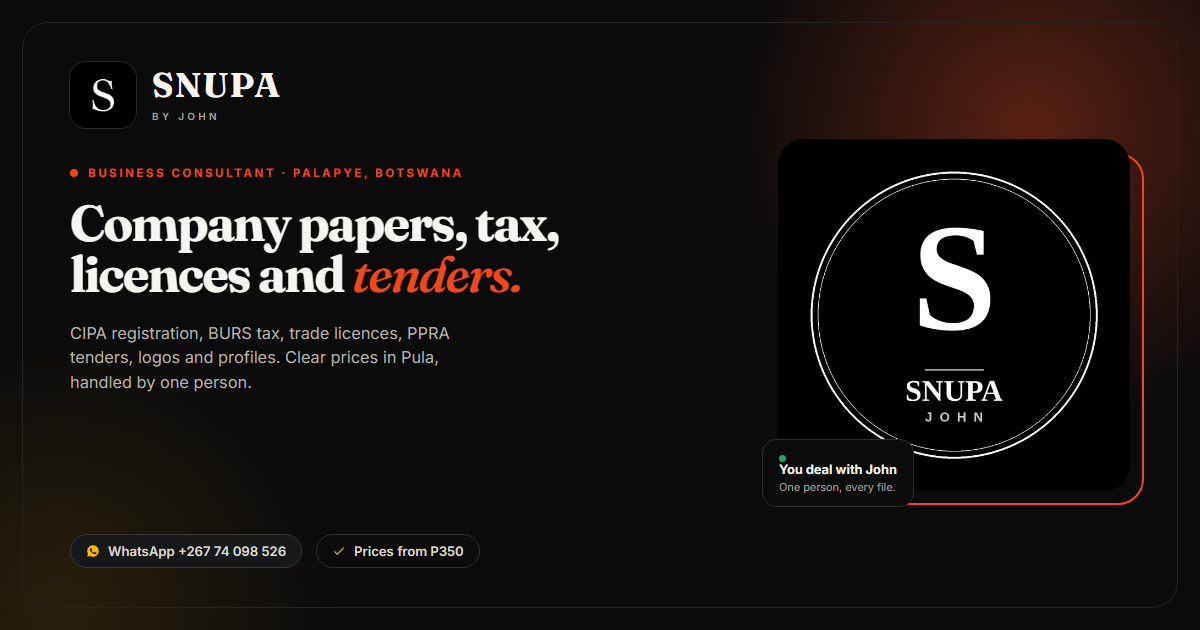 S
SNUPA
BY JOHN
BUSINESS CONSULTANT · PALAPYE, BOTSWANA
Company papers, tax,
licences and tenders.
CIPA registration, BURS tax, trade licences, PPRA
tenders, logos and profiles. Clear prices in Pula,
handled by one person.
S
SNUPA
JOHN
You deal with John
One person, every file.
WhatsApp +267 74 098 526
Prices from P350